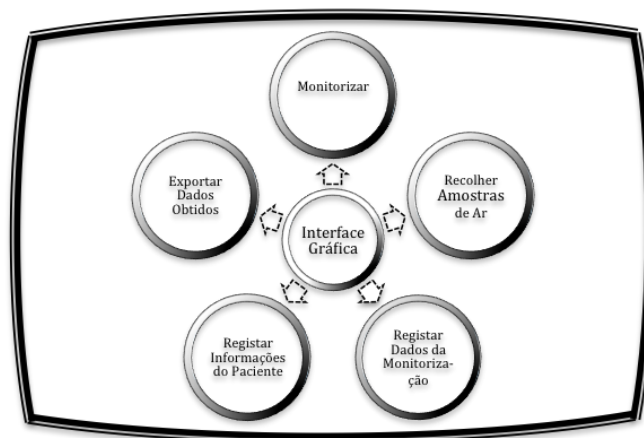 Monitorizar
Exportar
Dados
Obtidos
Recolher
Amostras
de Ar
Interface
Gráfica
Registar
Informações
do Paciente
Registar
Dados da
Monitoriza-
ção